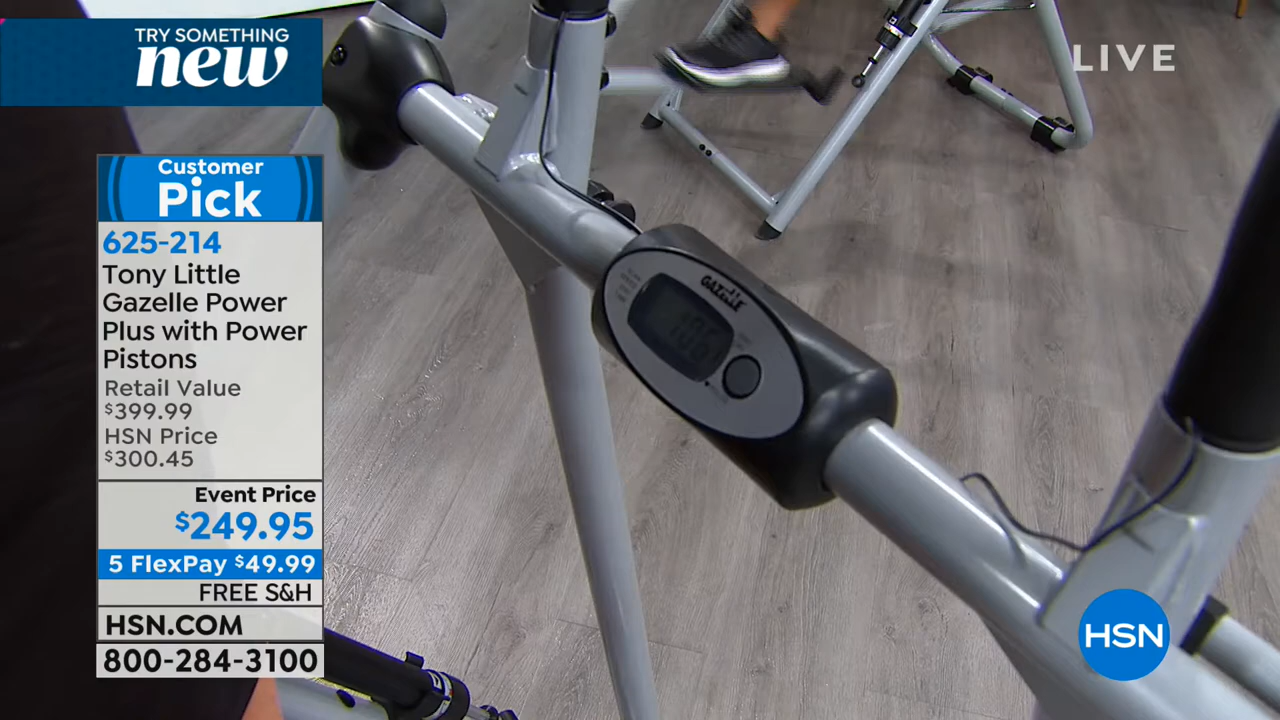 TRY SOMETHING
new
LIVE
Customer
Pick
625-214
Tony Little
Gazelle Power
Plus with Power
Pistons
Retail Value
$399.99
HSN Price
$300.45
Event Price
$249.95
5 FlexPay $49.99
FREE S&H
HSN.COM
800-284-3100
GAZELLE
HSN